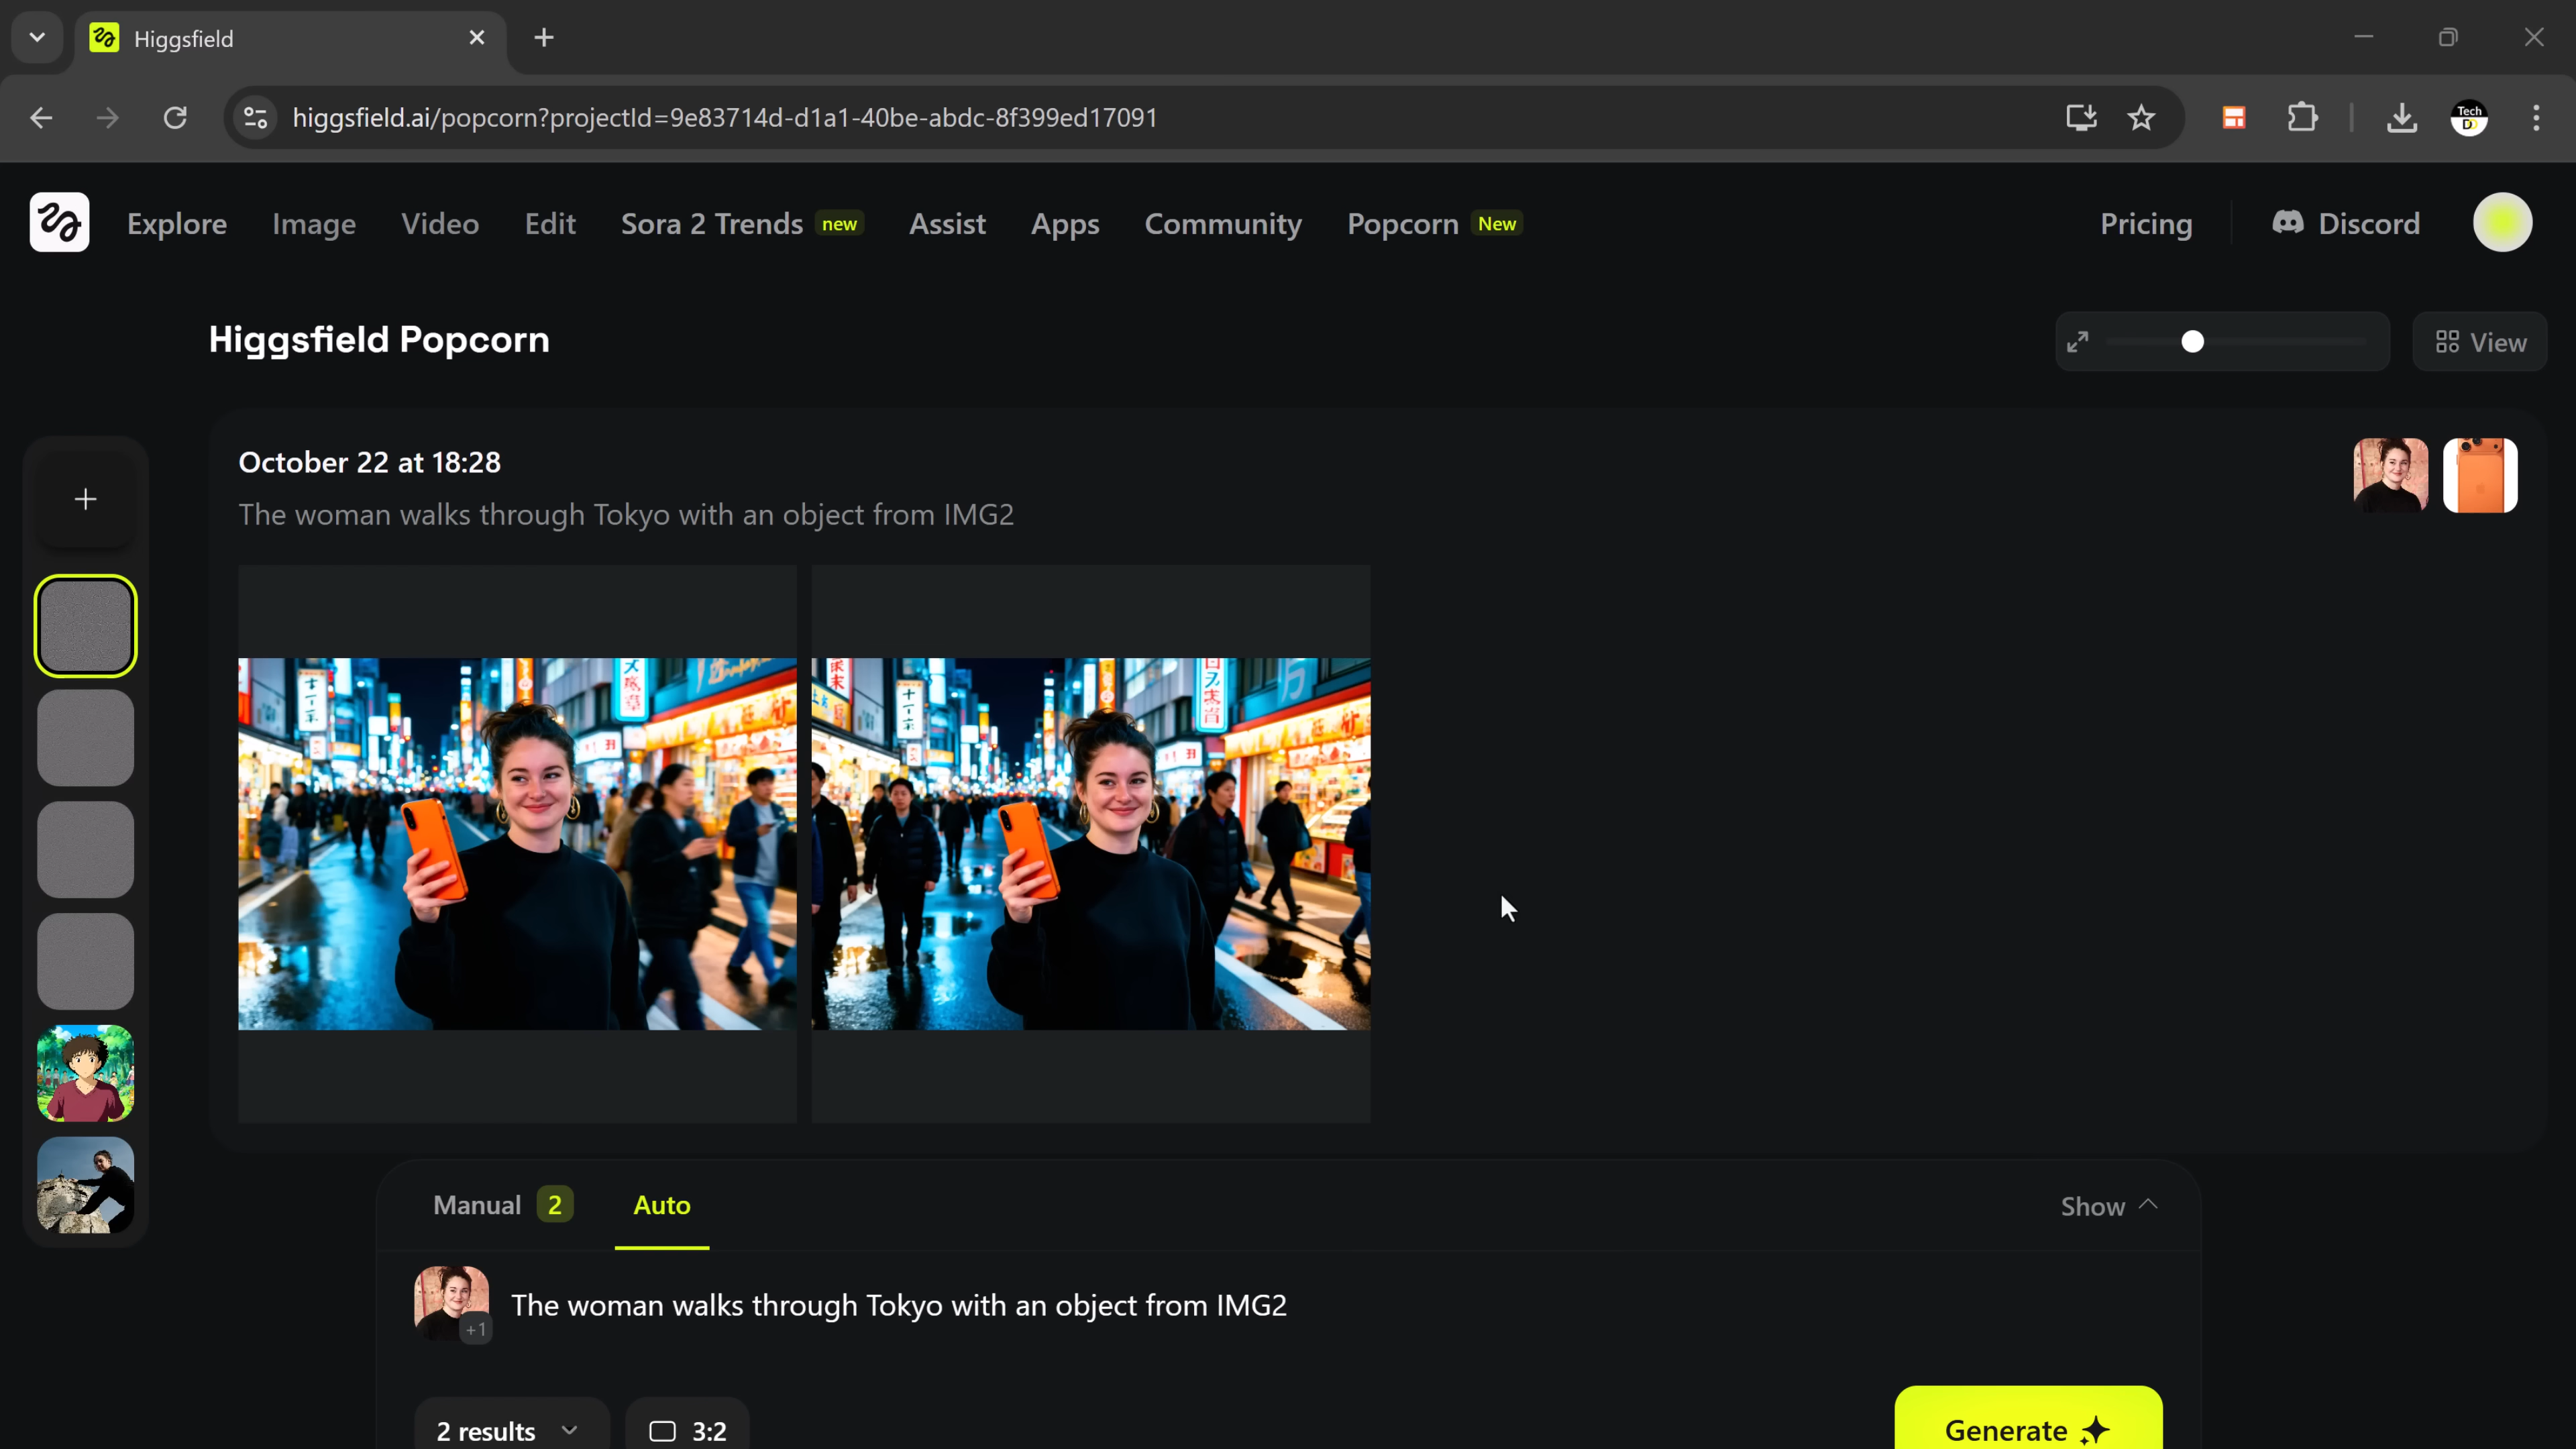 Higgsfield
higgsfield.ai/popcorn?projectId=9e83714d-d1a1-40be-abdc-8f399ed17091
Tech
Explore Image Video Edit Sora 2 Trends new Assist Apps Community Popcorn New Pricing Discord
Higgsfield Popcorn
View
October 22 at 18:28
The woman walks through Tokyo with an object from IMG2
Manual 2 Auto Show
The woman walks through Tokyo with an object from IMG2
+1
2 results 3:2 Generate